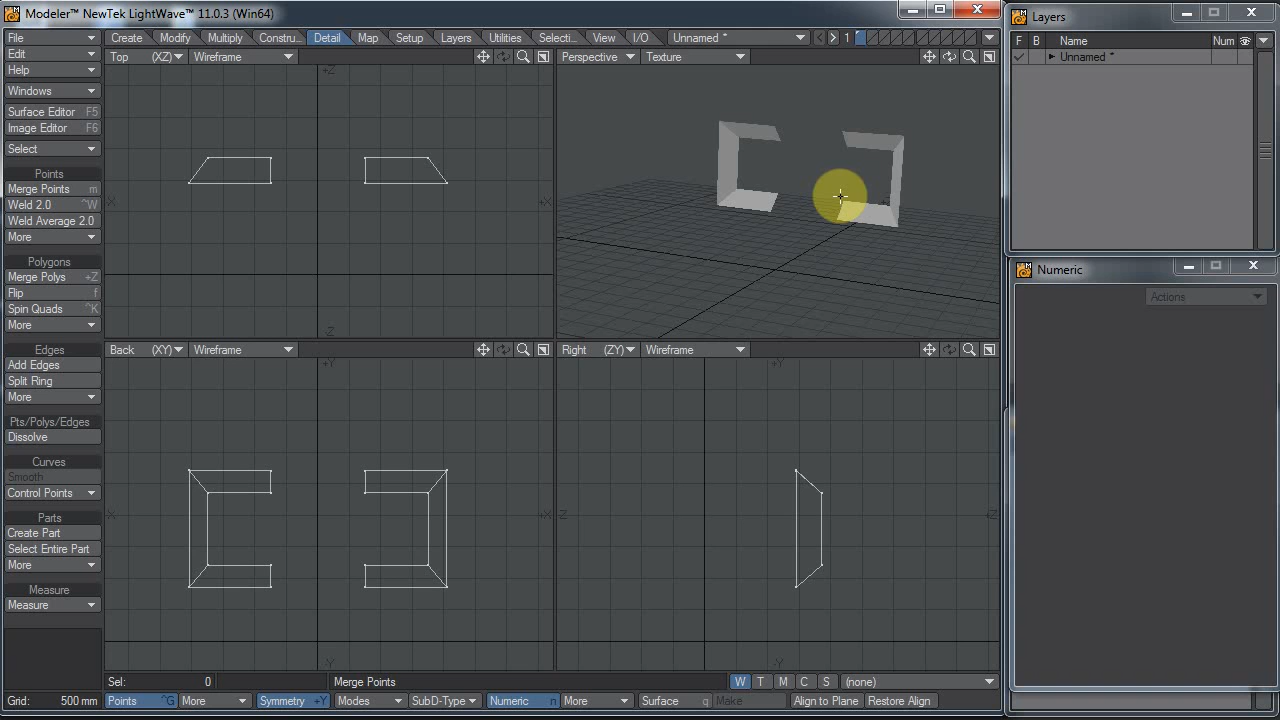 Modeler™ NewTek LightWave™ 11.0.3 (Win64)
Layers
File
Create Modify Multiply Constru.. Detail Map Setup Layers Utilities Selecti.. View I/O Unnamed * 1
F B Name Num
Edit
Top (XZ) Wireframe
Perspective Texture
Unnamed *
Help
Windows
Surface Editor F5
Image Editor F6
Select
Points
Merge Points m
Weld 2.0 ^W
Weld Average 2.0
More
Polygons
Merge Polys +Z
Flip f
Spin Quads ^K
More
+Z
X
+X
-Z
Numeric
Actions
Edges
Back (XY) Wireframe
Right (ZY) Wireframe
Add Edges
Split Ring
More
Pts/Polys/Edges
Dissolve
Curves
Smooth
Control Points
Parts
Create Part
Select Entire Part
More
Measure
Measure
+Y
+Y
X
+X
Z
+Z
-Y
-Y
Sel: 0 Merge Points W T M C S (none)
Grid: 500 mm Points ^G More Symmetry +Y Modes SubD-Type Numeric n More Surface q Make Align to Plane Restore Align